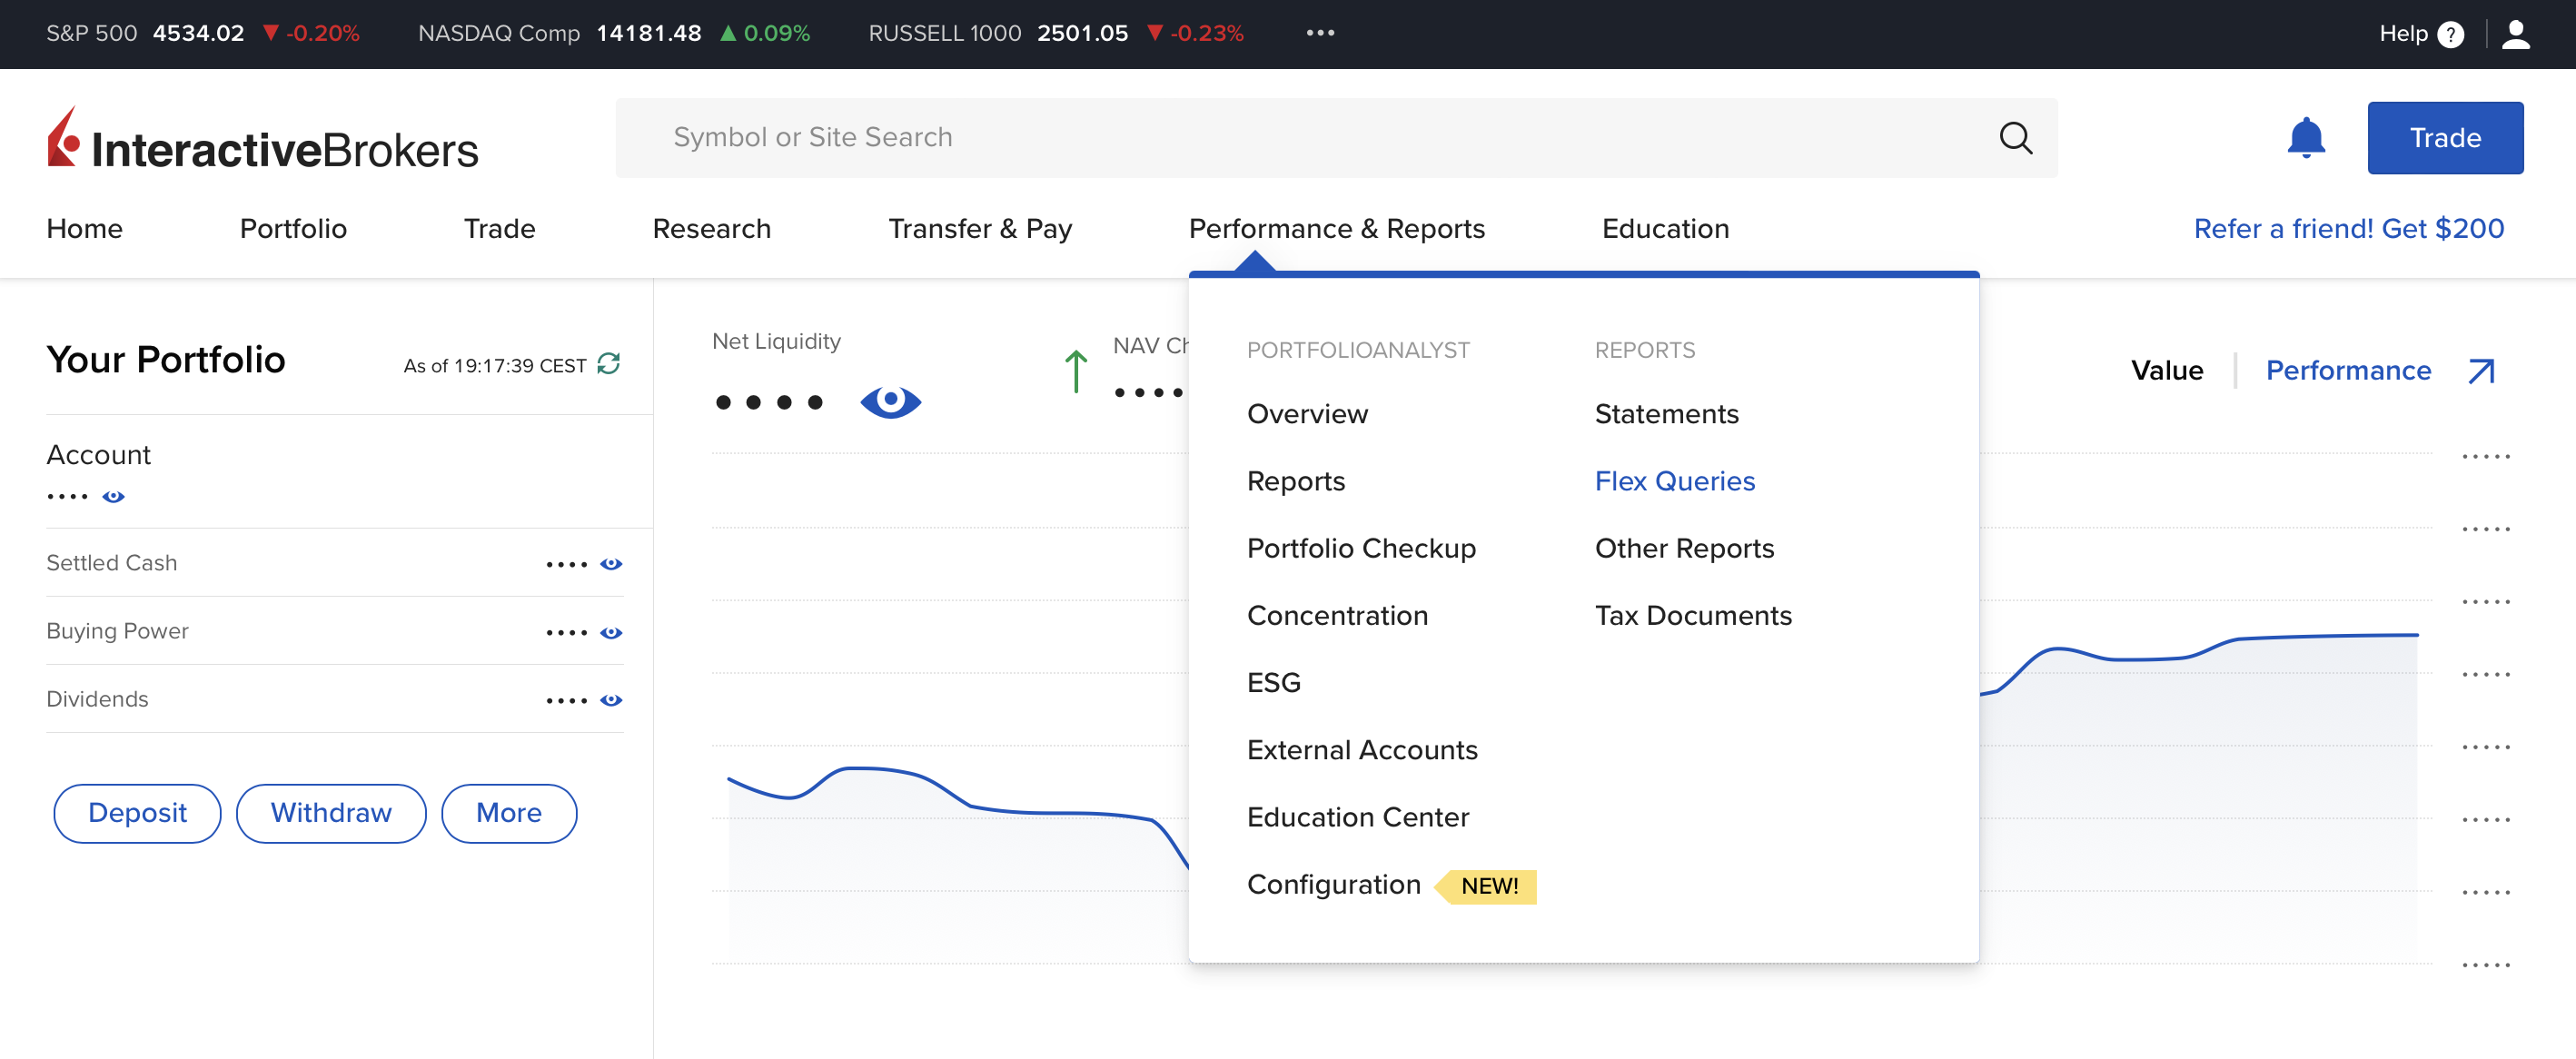 S&P 500 4534.02 ▼ -0.20% NASDAQ Comp 14181.48 ▲ 0.09% RUSSELL 1000 2501.05 ▼ -0.23% ••• Help ?
InteractiveBrokers
Symbol or Site Search
Trade
Home Portfolio Trade Research Transfer & Pay Performance & Reports Education Refer a friend! Get $200
Your Portfolio As of 19:17:39 CEST
Account
••••
Settled Cash ••••
Buying Power ••••
Dividends ••••
Deposit Withdraw More
Net Liquidity
••••
NAV Ch
••••
PORTFOLIOANALYST
Overview
Reports
Portfolio Checkup
Concentration
ESG
External Accounts
Education Center
Configuration NEW!
REPORTS
Statements
Flex Queries
Other Reports
Tax Documents
Value Performance
•••••
•••••
•••••
•••••
•••••
•••••
•••••
•••••